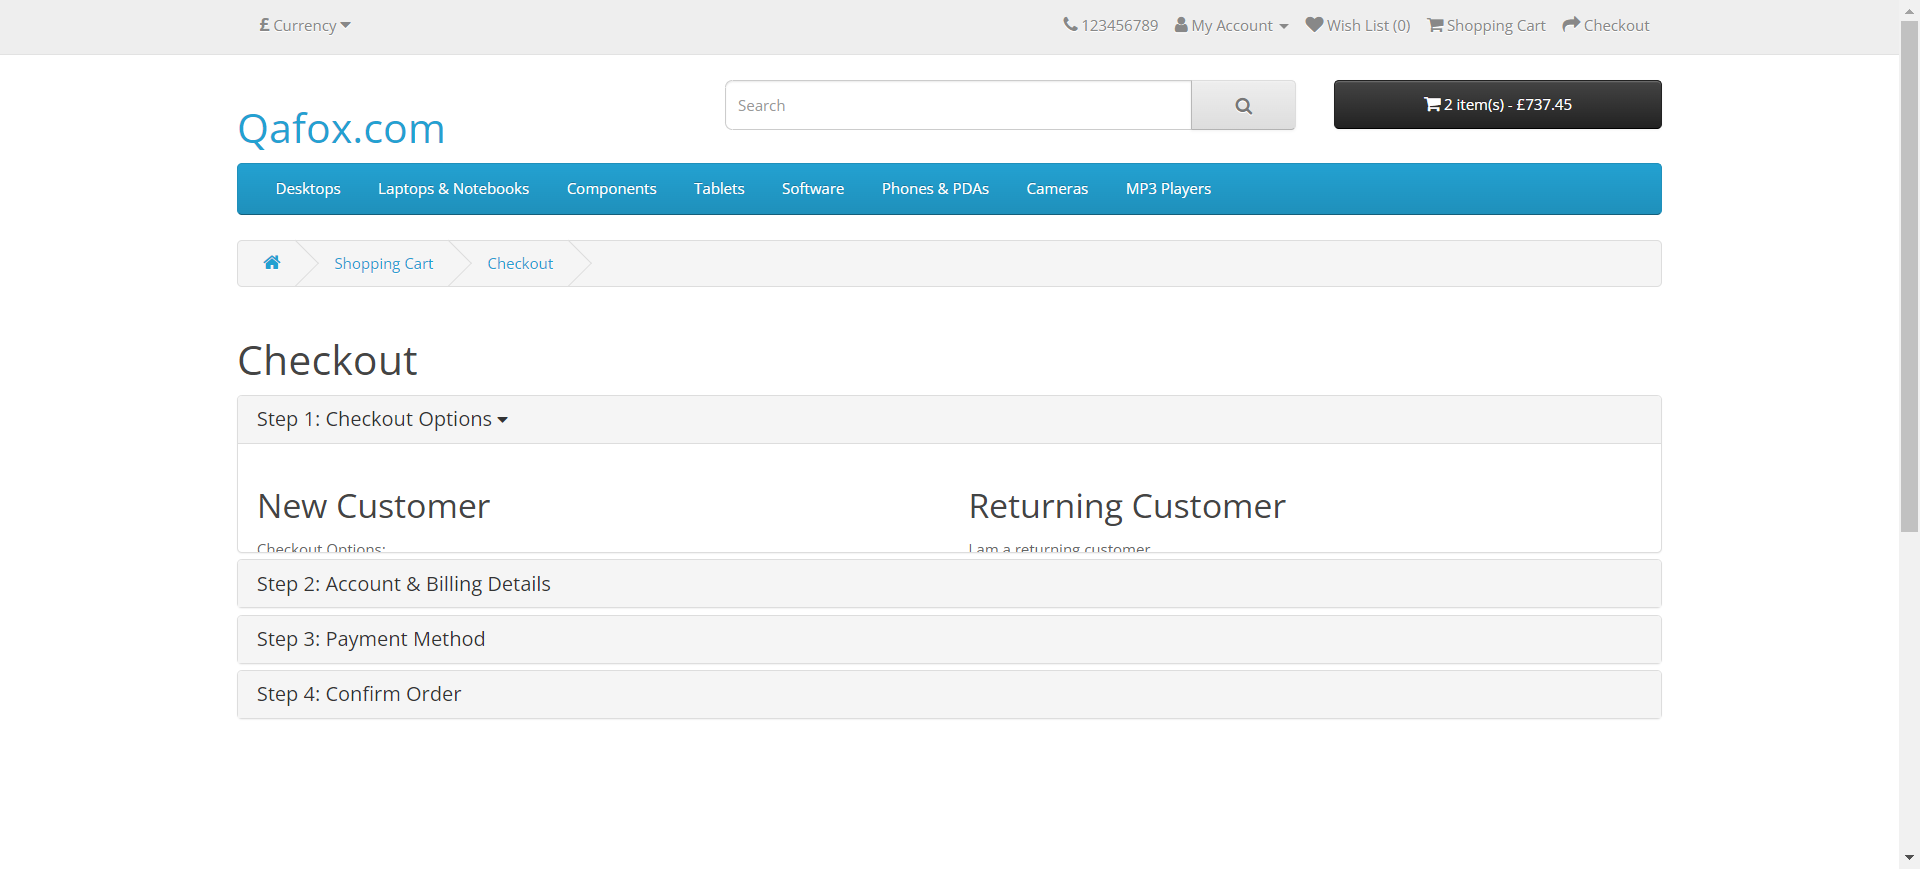 £ Currency
123456789 My Account Wish List (0) Shopping Cart Checkout
Search
2 item(s) - £737.45
Qafox.com
Desktops Laptops & Notebooks Components Tablets Software Phones & PDAs Cameras MP3 Players
Shopping Cart Checkout
Checkout
Step 1: Checkout Options
New Customer
Returning Customer
Checkout Options:
I am a returning customer
Step 2: Account & Billing Details
Step 3: Payment Method
Step 4: Confirm Order